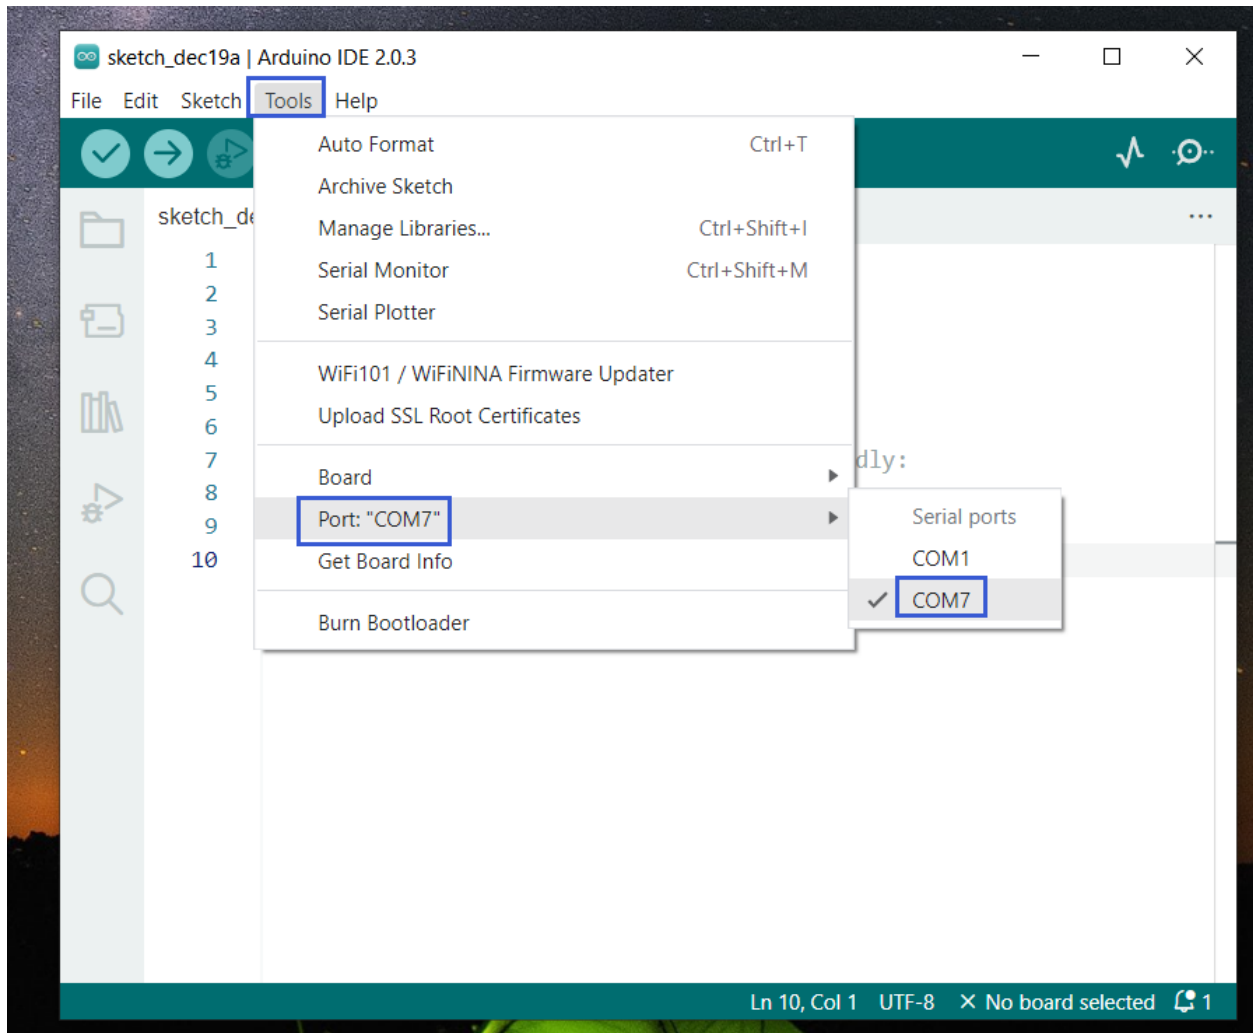 sketch_dec19a | Arduino IDE 2.0.3
File Edit Sketch Tools Help
Auto Format Ctrl+T
Archive Sketch
sketch_de
Manage Libraries... Ctrl+Shift+I
Serial Monitor Ctrl+Shift+M
Serial Plotter
WiFi101 / WiFiNINA Firmware Updater
Upload SSL Root Certificates
Board
Port: "COM7"
Get Board Info
Burn Bootloader
1
2
3
4
5
6
7 dly:
8
9
10
Serial ports
COM1
COM7
Ln 10, Col 1 UTF-8 No board selected 1